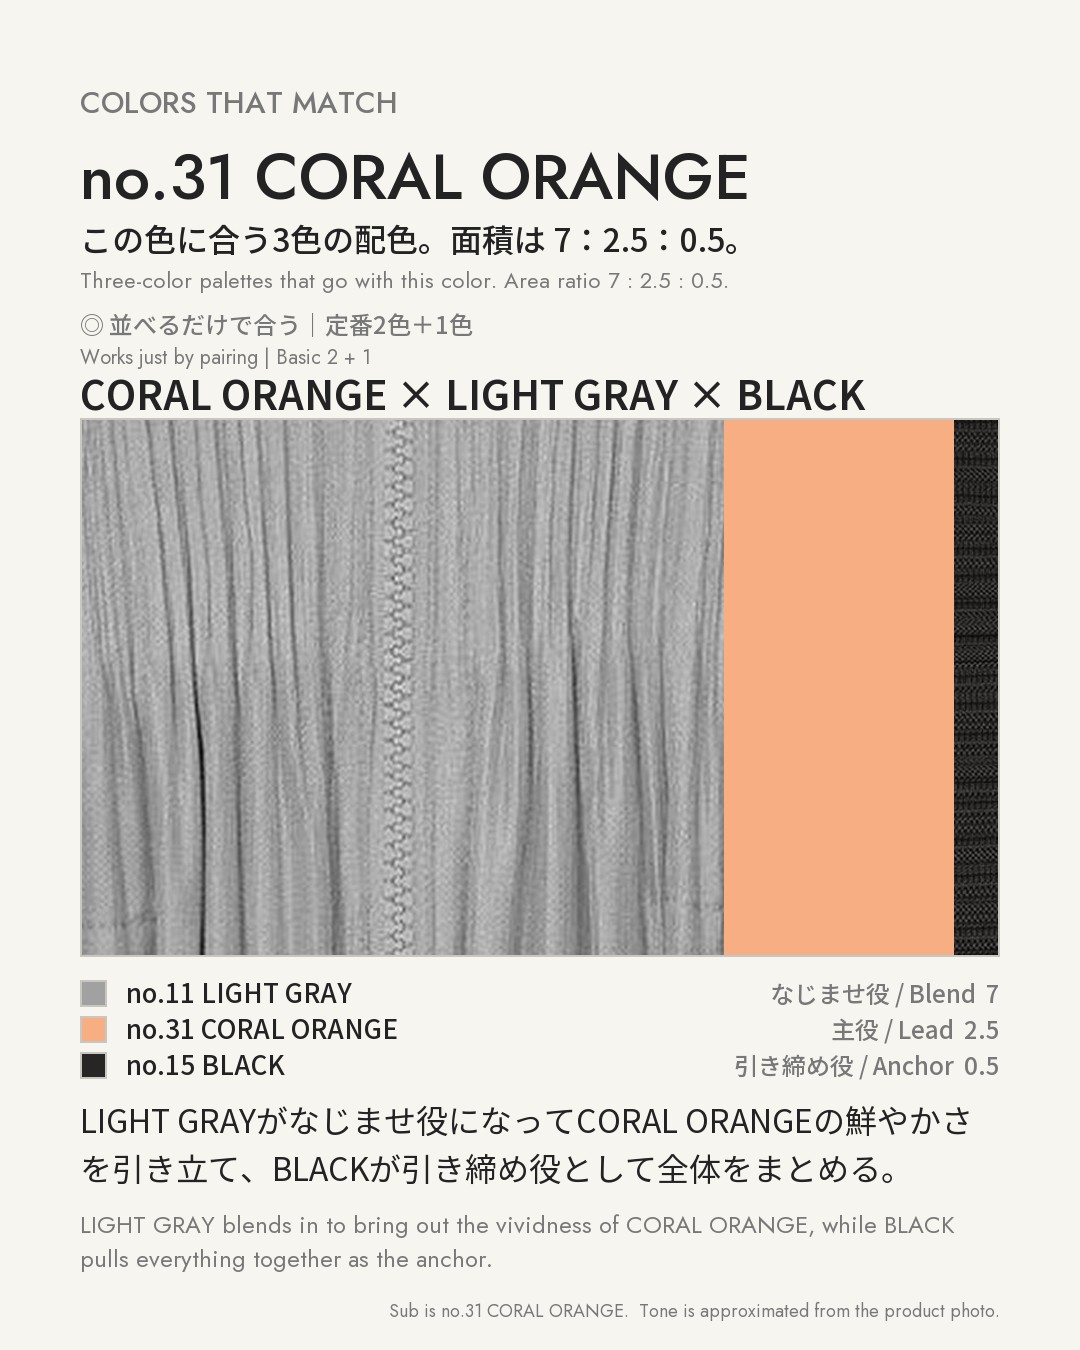 COLORS THAT MATCH
no.31 CORAL ORANGE
この色に合う3色の配色。面積は 7：2.5：0.5。
Three-color palettes that go with this color. Area ratio 7 : 2.5 : 0.5.
◎ 並べるだけで合う｜定番2色＋1色
Works just by pairing | Basic 2 + 1
CORAL ORANGE × LIGHT GRAY × BLACK
no.11 LIGHT GRAY なじませ役 / Blend 7
no.31 CORAL ORANGE 主役 / Lead 2.5
no.15 BLACK 引き締め役 / Anchor 0.5
LIGHT GRAYがなじませ役になってCORAL ORANGEの鮮やかさ
を引き立て、BLACKが引き締め役として全体をまとめる。
LIGHT GRAY blends in to bring out the vividness of CORAL ORANGE, while BLACK
pulls everything together as the anchor.
Sub is no.31 CORAL ORANGE. Tone is approximated from the product photo.